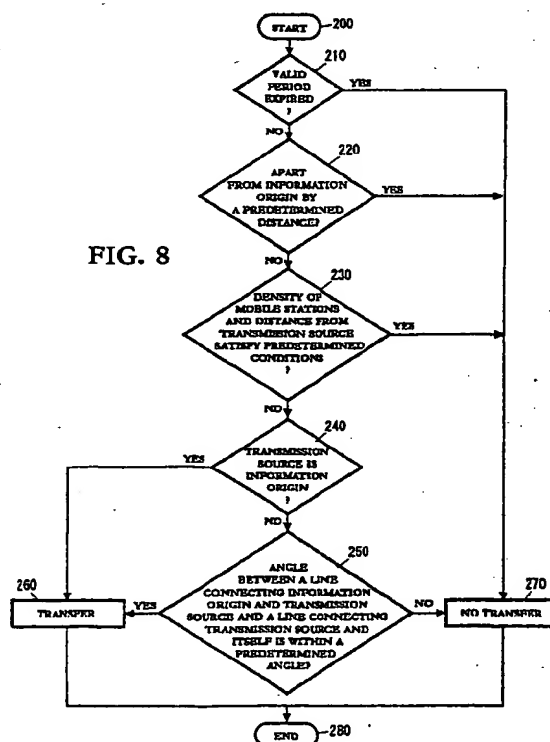 START
200
210
VALID
PERIOD
EXPIRED
?
YES
NO
220
APART
FROM INFORMATION
ORIGIN BY
A PREDETERMINED
DISTANCE?
YES
NO
FIG. 8
230
DENSITY OF
MOBILE STATIONS
AND DISTANCE FROM
TRANSMISSION SOURCE
SATISFY PREDETERMINED
CONDITIONS
?
YES
NO
240
TRANSMISSION
SOURCE IS
INFORMATION
ORIGIN
?
YES
NO
250
ANGLE
BETWEEN A LINE
CONNECTING INFORMATION
ORIGIN AND TRANSMISSION
SOURCE AND A LINE CONNECTING
TRANSMISSION SOURCE AND
ITSELF IS WITHIN A
PREDETERMINED
ANGLE?
260
TRANSFER
YES
NO
270
NO TRANSFER
END
280